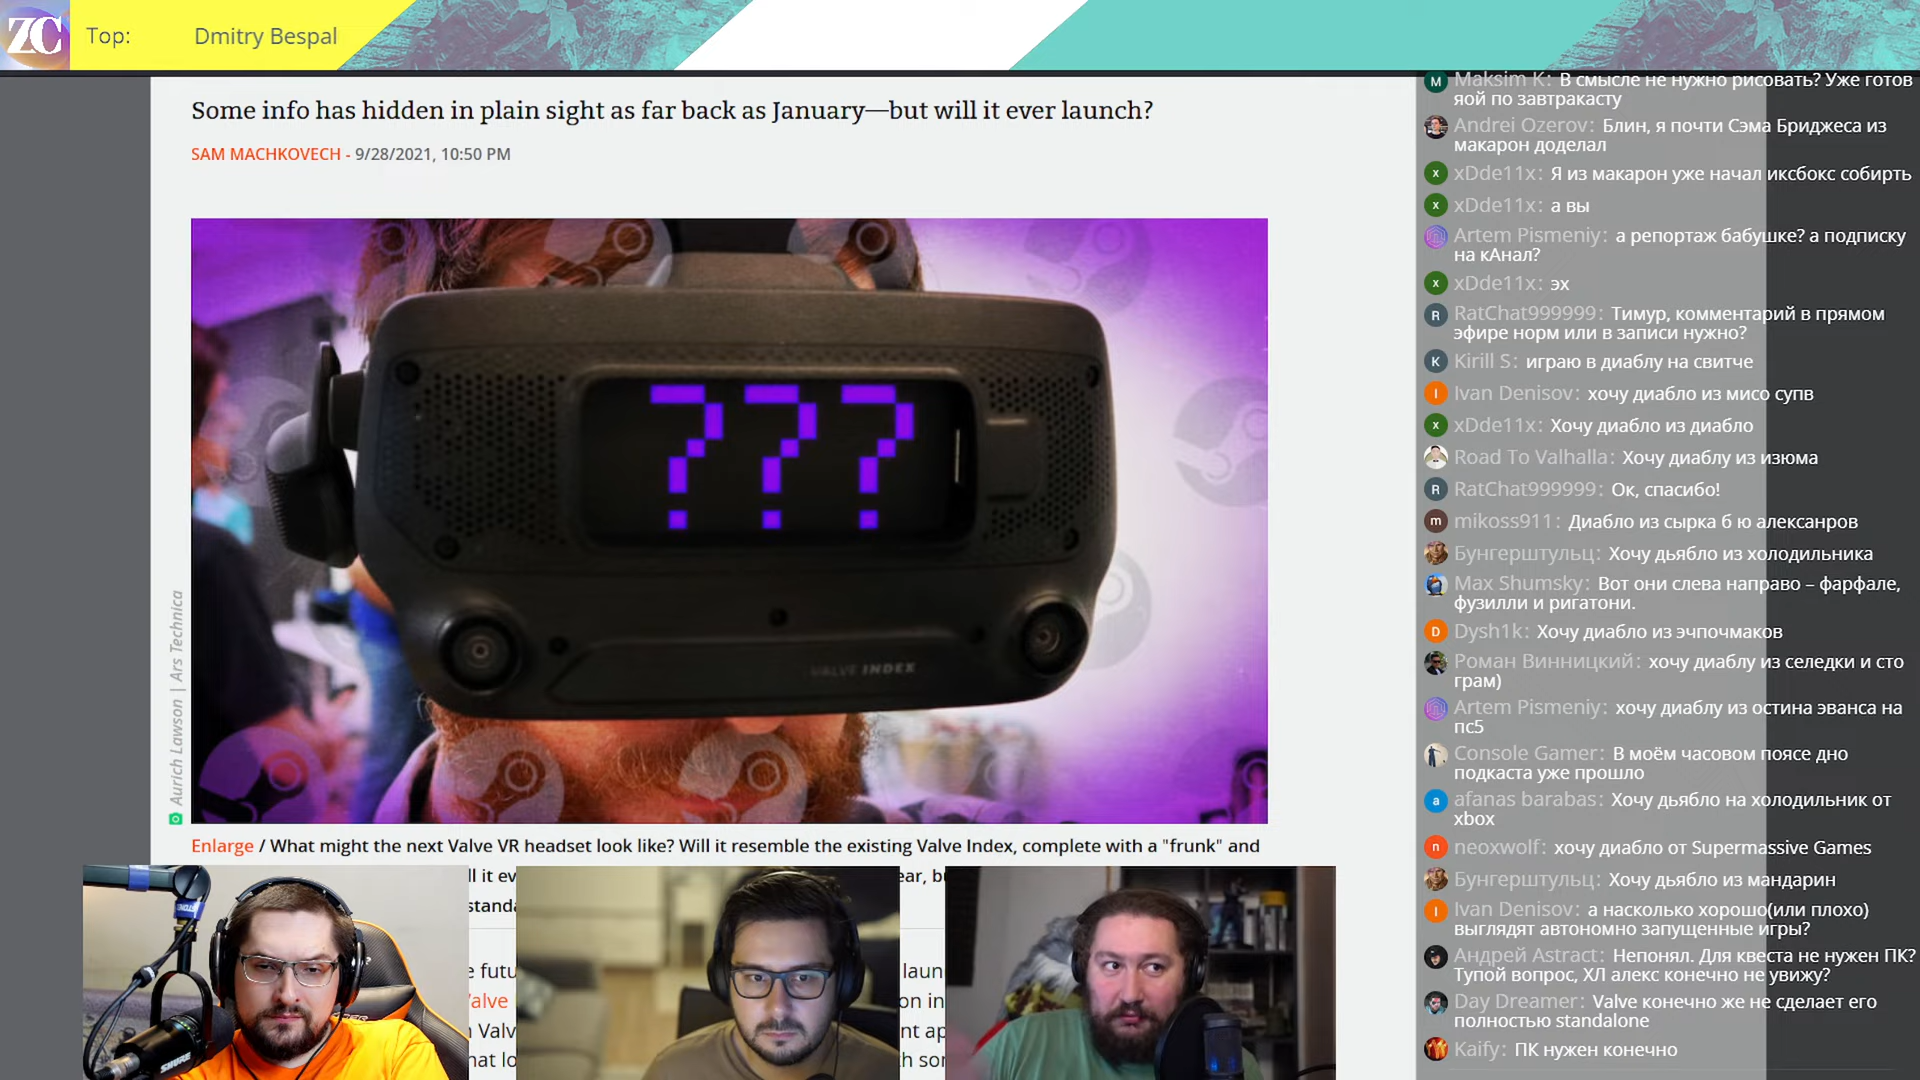 ZC
Top:
Dmitry Bespal
Some info has hidden in plain sight as far back as January—but will it ever launch?
SAM MACHKOVECH - 9/28/2021, 10:50 PM
VALVE INDEX
Aurich Lawson | Ars Technica
Enlarge / What might the next Valve VR headset look like? Will it resemble the existing Valve Index, complete with a "frunk" and
SHURE
Maksim K: В смысле не нужно рисовать? Уже готов
яой по завтракасту
Andrei Ozerov: Блин, я почти Сэма Бриджеса из
макарон доделал
xDde11x: Я из макарон уже начал иксбокс собирть
xDde11x: а вы
Artem Pismeniy: а репортаж бабушке? а подписку
на кАнал?
xDde11x: эх
RatChat999999: Тимур, комментарий в прямом
эфире норм или в записи нужно?
Kirill S: играю в диаблу на свитче
Ivan Denisov: хочу диабло из мисо супв
xDde11x: Хочу диабло из диабло
Road To Valhalla: Хочу диаблу из изюма
RatChat999999: Ок, спасибо!
mikoss911: Диабло из сырка б ю алексанров
Бунгерштульц: Хочу дьябло из холодильника
Max Shumsky: Вот они слева направо – фарфале,
фузилли и ригатони.
Dysh1k: Хочу диабло из эчпочмаков
Роман Винницкий: хочу диаблу из селедки и сто
грам)
Artem Pismeniy: хочу диаблу из остина эванса на
пс5
Console Gamer: В моём часовом поясе дно
подкаста уже прошло
afanas barabas: Хочу дьябло на холодильник от
xbox
neoxwolf: хочу диабло от Supermassive Games
Бунгерштульц: Хочу дьябло из мандарин
Ivan Denisov: а насколько хорошо(или плохо)
выглядят автономно запущенные игры?
Андрей Astract: Непонял. Для квеста не нужен ПК?
Тупой вопрос, ХЛ алекс конечно не увижу?
Day Dreamer: Valve конечно же не сделает его
полностью standalone
Kaify: ПК нужен конечно